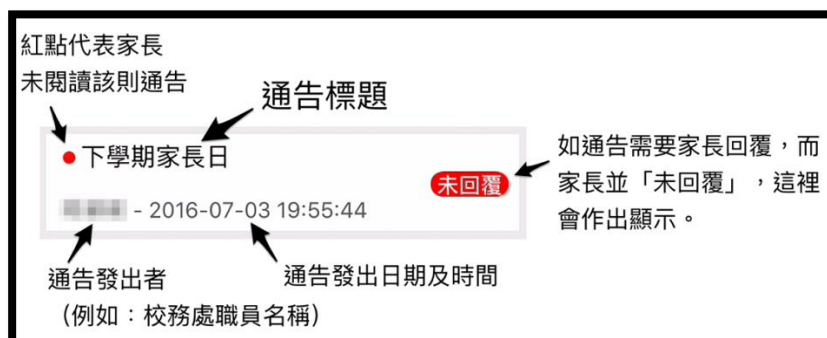 紅點代表家長
未閱讀該則通告
通告標題
下學期家長日
未回覆
- 2016-07-03 19:55:44
如通告需要家長回覆，而
家長並「未回覆」，這裡
會作出顯示。
通告發出者
（例如：校務處職員名稱）
通告發出日期及時間